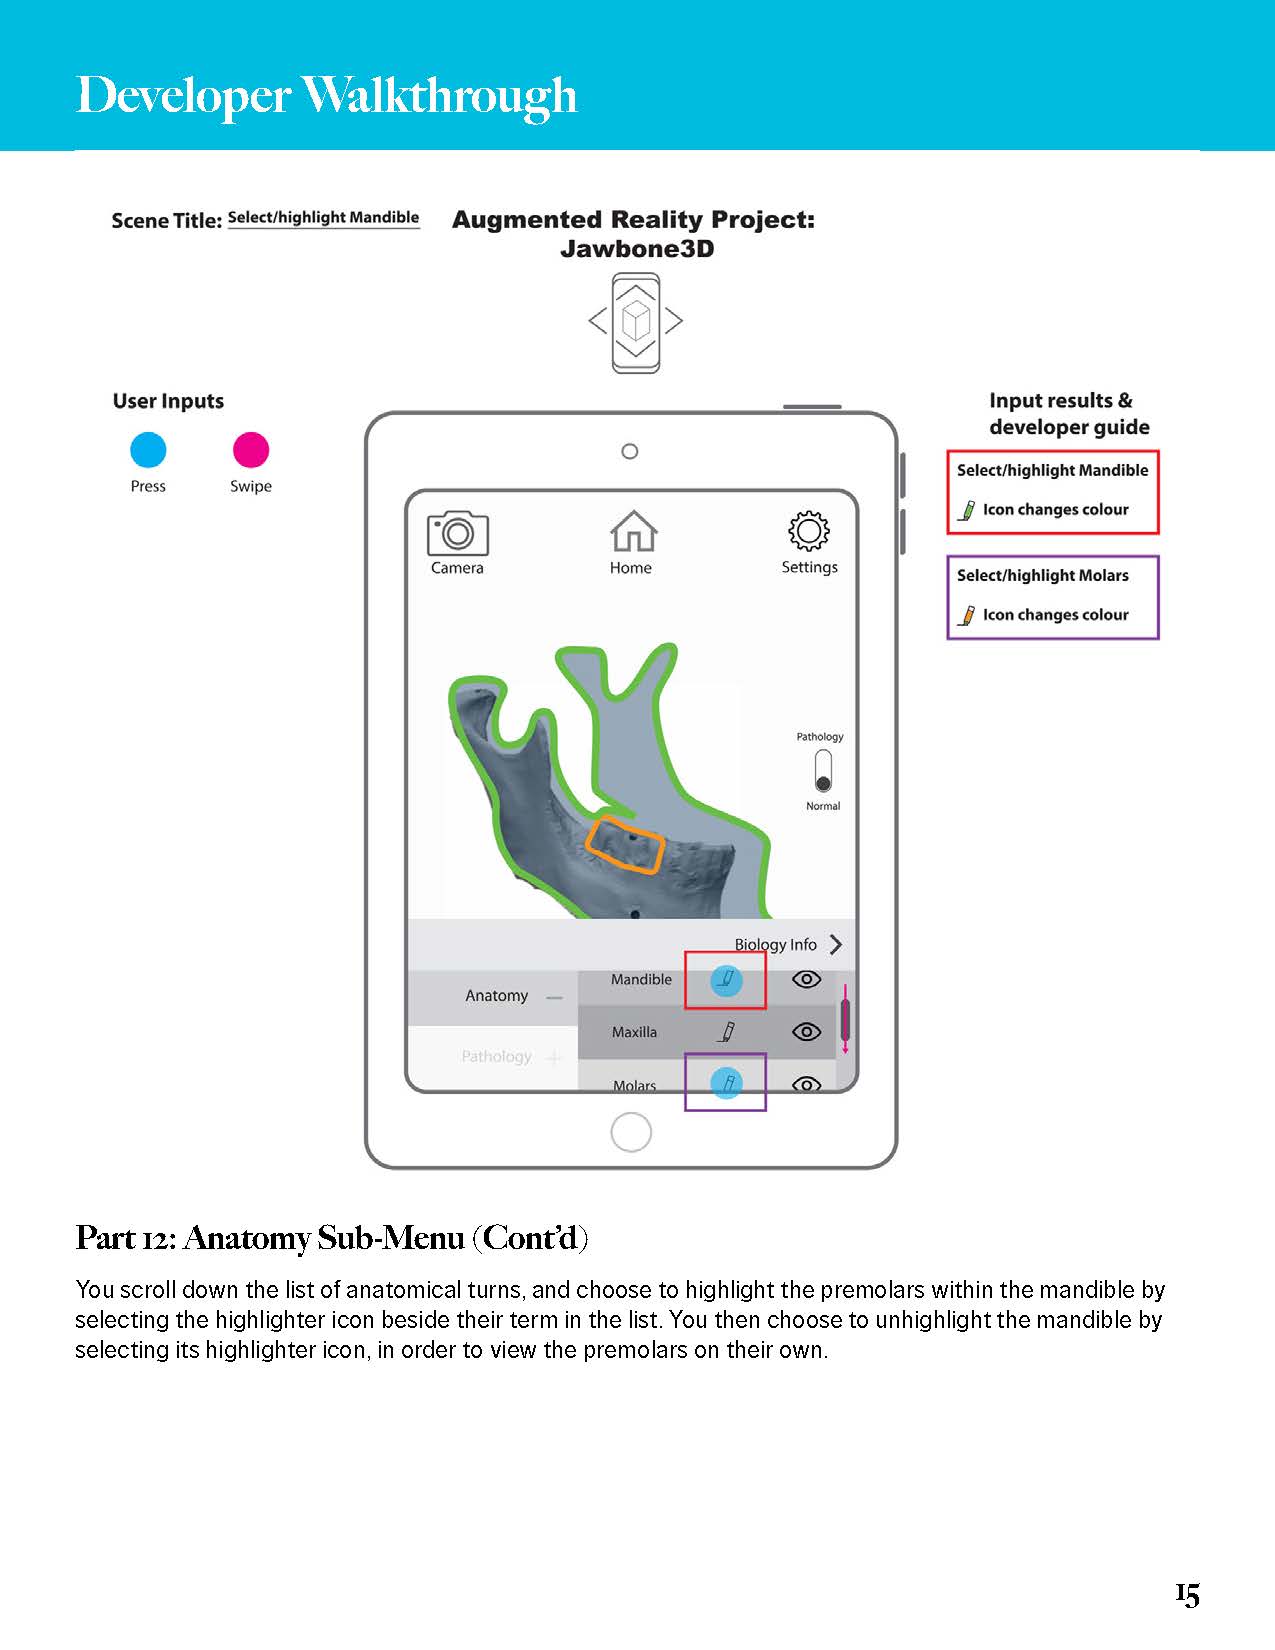 Developer Walkthrough
Scene Title: Select/highlight Mandible
Augmented Reality Project:
Jawbone3D
User Inputs
Press
Swipe
Input results &
developer guide
Select/highlight Mandible
Icon changes colour
Select/highlight Molars
Icon changes colour
Camera
Home
Settings
Pathology
Normal
Biology Info
Anatomy
Pathology
Mandible
Maxilla
Molars
Part 12: Anatomy Sub-Menu (Cont'd)
You scroll down the list of anatomical turns, and choose to highlight the premolars within the mandible by
selecting the highlighter icon beside their term in the list. You then choose to unhighlight the mandible by
selecting its highlighter icon, in order to view the premolars on their own.
15